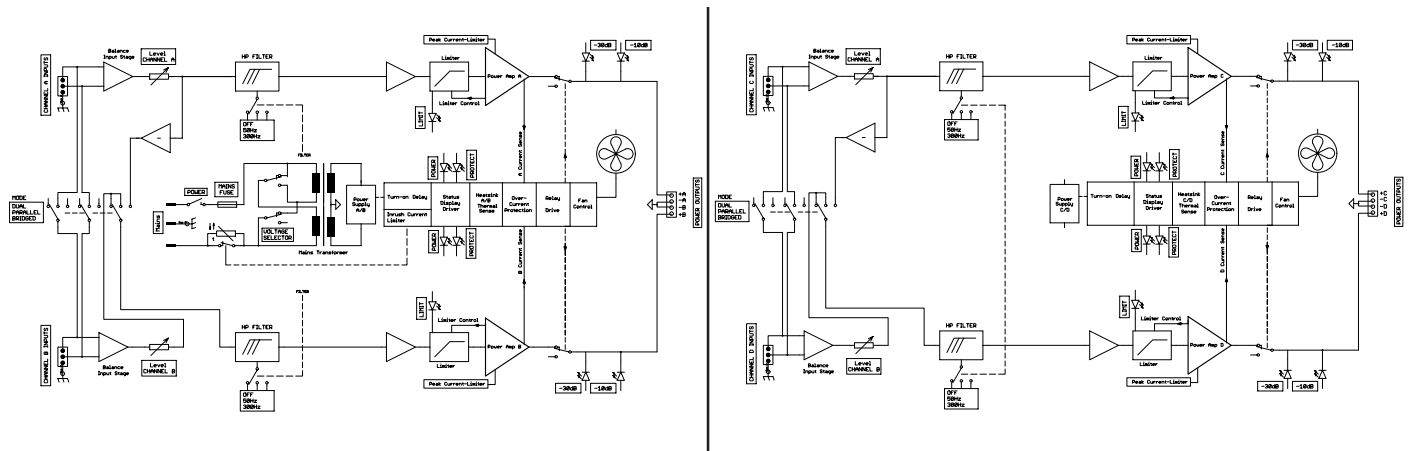 Peak Current-Limiter
-30dB
-10dB
Balance
Input Stage
Level
CHANNEL A
HP FILTER
Limiter
Power Amp A
CHANNEL A INPUTS
Limiter Control
LIMIT
OFF
50Hz
300Hz
-
FILTER
A Current Sense
POWER
PROTECT
MODE
DUAL
PARALLEL
BRIDGED
POWER
MAINS
FUSE
Mains
VOLTAGE
SELECTOR
Mains Transformer
Power
Supply
A/B
Turn-on Delay
Inrush Current
Limiter
Status
Display
Driver
Heatsink
A/B
Thermal
Sense
Over-
Current
Protection
Relay
Drive
Fan
Control
+A
-A
-B
+B
POWER OUTPUTS
POWER
PROTECT
B Current Sense
FILTER
LIMIT
HP FILTER
Limiter Control
CHANNEL B INPUTS
Power Amp B
Limiter
Balance
Input Stage
Level
CHANNEL B
Peak Current-Limiter
-30dB
-10dB
OFF
50Hz
300Hz
Peak Current-Limiter
-30dB
-10dB
Balance
Input Stage
Level
CHANNEL A
HP FILTER
Limiter
Power Amp C
CHANNEL C INPUTS
Limiter Control
LIMIT
OFF
50Hz
300Hz
-
C Current Sense
POWER
PROTECT
MODE
DUAL
PARALLEL
BRIDGED
Power
Supply
C/D
Turn-on Delay
Status
Display
Driver
Heatsink
C/D
Thermal
Sense
Over-
Current
Protection
Relay
Drive
Fan
Control
+C
-C
+D
POWER OUTPUTS
POWER
PROTECT
D Current Sense
LIMIT
HP FILTER
Limiter Control
CHANNEL D INPUTS
Power Amp D
Limiter
Balance
Input Stage
Level
CHANNEL B
Peak Current-Limiter
-30dB
-10dB
OFF
50Hz
300Hz